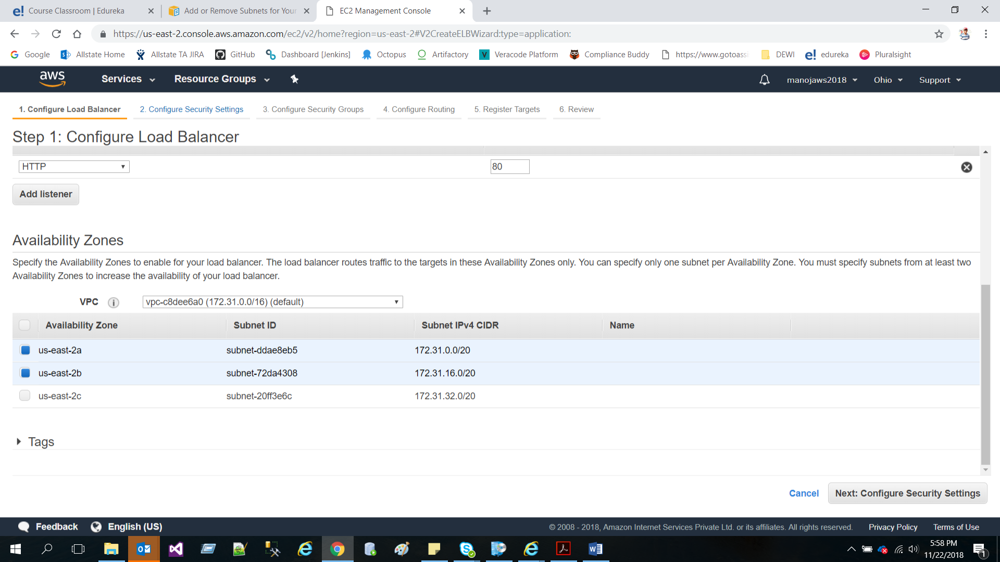 Course Classroom | Edureka
Add or Remove Subnets for Your
EC2 Management Console
https://us-east-2.console.aws.amazon.com/ec2/v2/home?region=us-east-2#V2CreateELBWizard:type=application:
Google Allstate Home Allstate TA JIRA GitHub Dashboard [Jenkins] Octopus Artifactory Veracode Platform Compliance Buddy https://www.gotoassi DEWI edureka Pluralsight
aws Services Resource Groups manojaws2018 Ohio Support
1. Configure Load Balancer 2. Configure Security Settings 3. Configure Security Groups 4. Configure Routing 5. Register Targets 6. Review
Step 1: Configure Load Balancer
HTTP 80
Add listener
Availability Zones
Specify the Availability Zones to enable for your load balancer. The load balancer routes traffic to the targets in these Availability Zones only. You can specify only one subnet per Availability Zone. You must specify subnets from at least two
Availability Zones to increase the availability of your load balancer.
VPC vpc-c8dee6a0 (172.31.0.0/16) (default)
Availability Zone Subnet ID Subnet IPv4 CIDR Name
us-east-2a subnet-ddae8eb5 172.31.0.0/20
us-east-2b subnet-72da4308 172.31.16.0/20
us-east-2c subnet-20ff3e6c 172.31.32.0/20
Tags
Cancel Next: Configure Security Settings
Feedback English (US) © 2008 - 2018, Amazon Internet Services Private Ltd. or its affiliates. All rights reserved. Privacy Policy Terms of Use
5:58 PM
11/22/2018
1